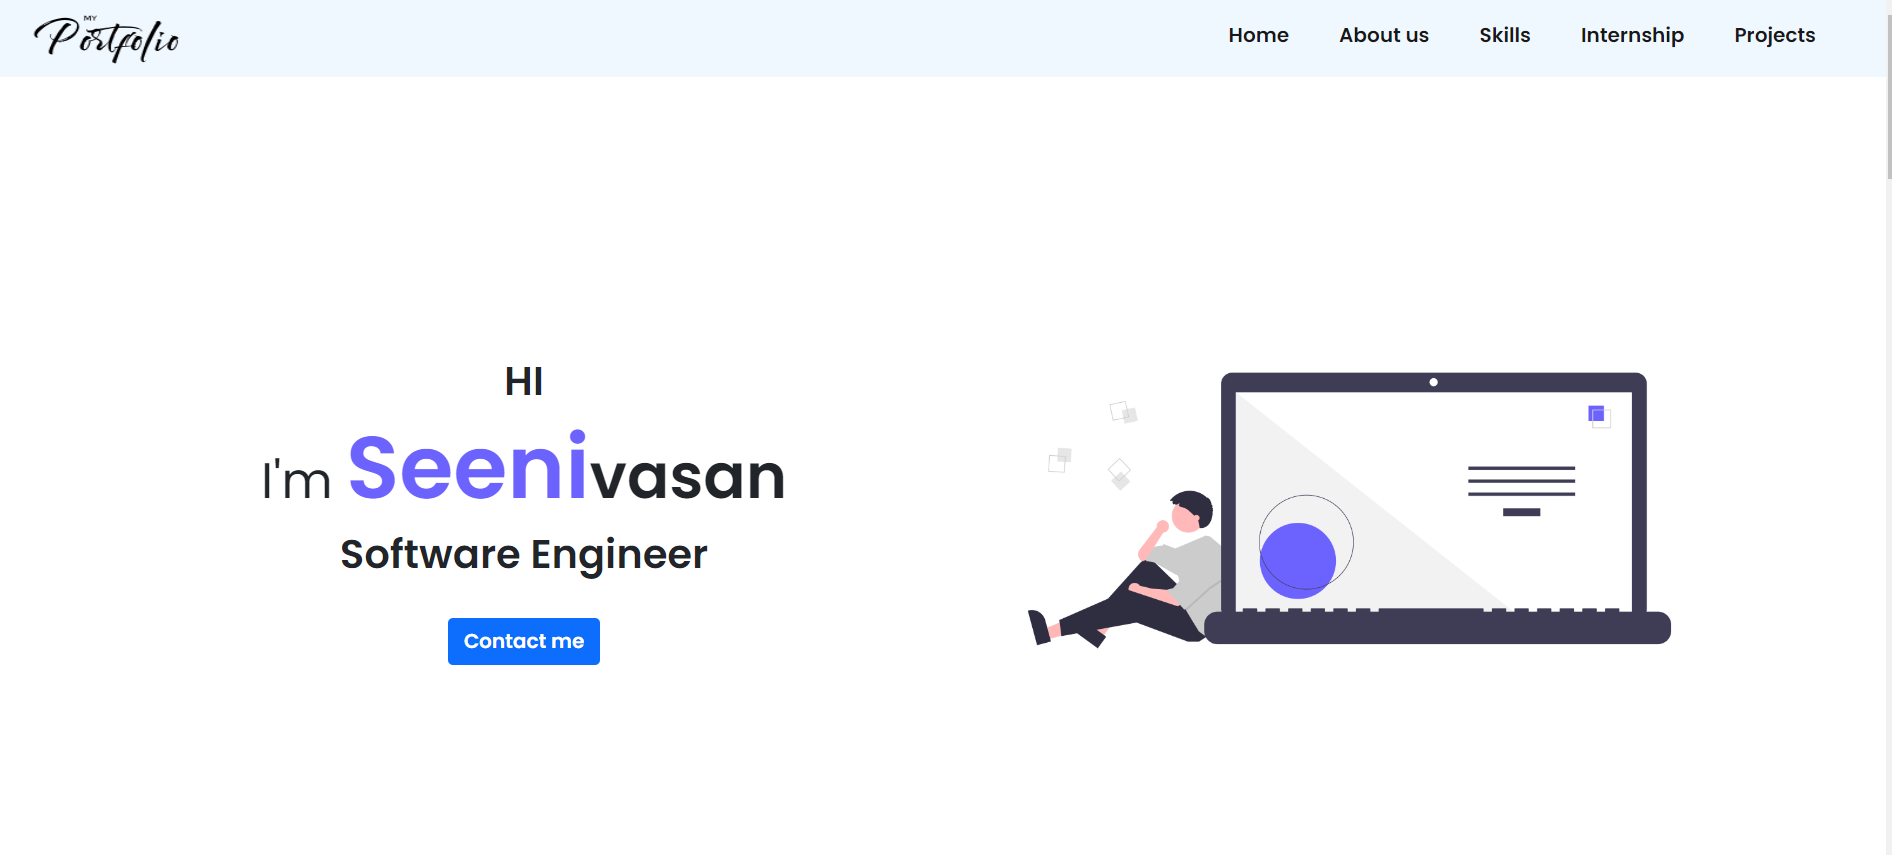 MY
Portfolio
Home About us Skills Internship Projects
HI
I'm Seenivasan
Software Engineer
Contact me